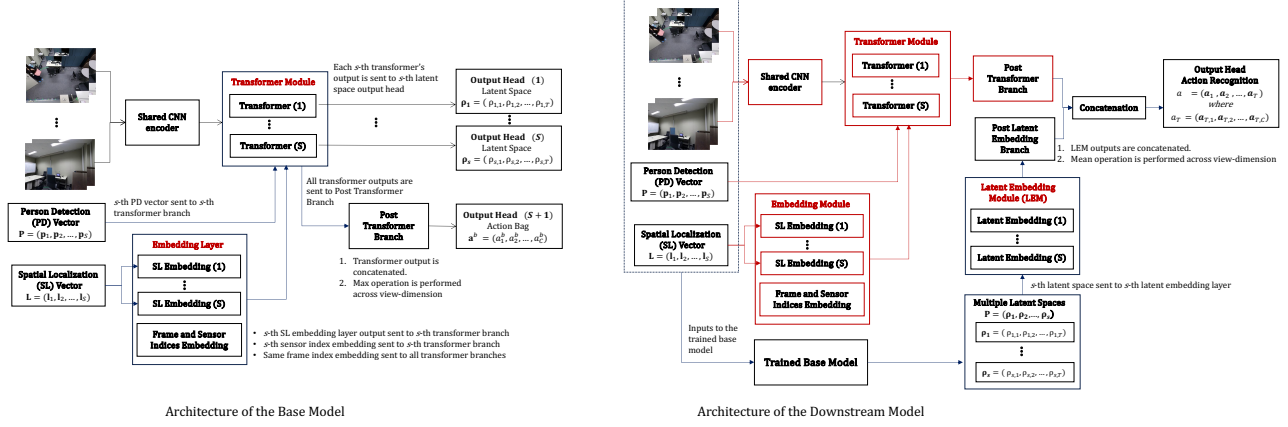 Shared CNN
encoder
Transformer Module
Transformer (1)
Transformer (S)
Each s-th transformer's
output is sent to s-th latent
space output head
Output Head (1)
Latent Space
ρ₁ = ( ρ₁,₁, ρ₁,₂, ..., ρ₁,T)
Output Head (S)
Latent Space
ρₛ = ( ρₛ,₁, ρₛ,₂, ..., ρₛ,T)
All transformer outputs are
sent to Post Transformer
Branch
s-th PD vector sent to s-th
transformer branch
Person Detection
(PD) Vector
P = (p₁, p₂, ..., pS)
Post
Transformer
Branch
Output Head (S + 1)
Action Bag
aᵇ = (a₁ᵇ, a₂ᵇ, ..., a_Cᵇ)
1. Transformer output is
concatenated.
2. Max operation is performed
across view-dimension
Embedding Layer
SL Embedding (1)
SL Embedding (S)
Frame and Sensor
Indices Embedding
Spatial Localization
(SL) Vector
L = (l₁, l₂, ..., lS)
• s-th SL embedding layer output sent to s-th transformer branch
• s-th sensor index embedding sent to s-th transformer branch
• Same frame index embedding sent to all transformer branches
Architecture of the Base Model
Shared CNN
encoder
Transformer Module
Transformer (1)
Transformer (S)
Post
Transformer
Branch
Concatenation
Output Head
Action Recognition
a = (a₁ , a₂ , ..., a_T)
where
a_T = (a_T,₁, a_T,₂, ..., a_T,C)
Post Latent
Embedding
Branch
1. LEM outputs are concatenated.
2. Mean operation is performed across view-dimension
Person Detection
(PD) Vector
P = (p₁, p₂, ..., pS)
Embedding Module
SL Embedding (1)
SL Embedding (S)
Frame and Sensor
Indices Embedding
Spatial Localization
(SL) Vector
L = (l₁, l₂, ..., lS)
Latent Embedding
Module (LEM)
Latent Embedding (1)
Latent Embedding (S)
s-th latent space sent to s-th latent embedding layer
Multiple Latent Spaces
P = (ρ₁, ρ₂, ..., ρₛ)
ρ₁ = ( ρ₁,₁, ρ₁,₂, ..., ρ₁,T)
ρₛ = ( ρₛ,₁, ρₛ,₂, ..., ρₛ,T)
Inputs to the
trained base
model
Trained Base Model
Architecture of the Downstream Model